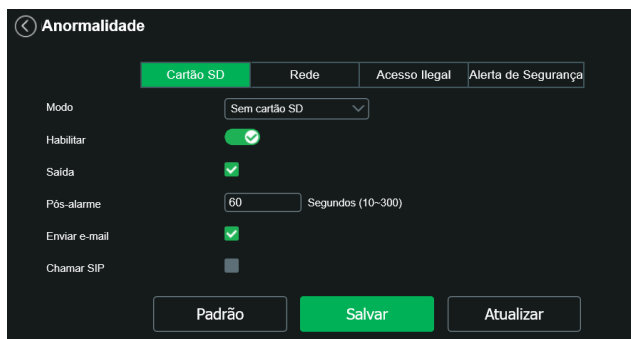 Anormalidade
Cartão SD Rede Acesso Ilegal Alerta de Segurança
Modo Sem cartão SD
Habilitar
Saída
Pós-alarme 60 Segundos (10~300)
Enviar e-mail
Chamar SIP
Padrão Salvar Atualizar